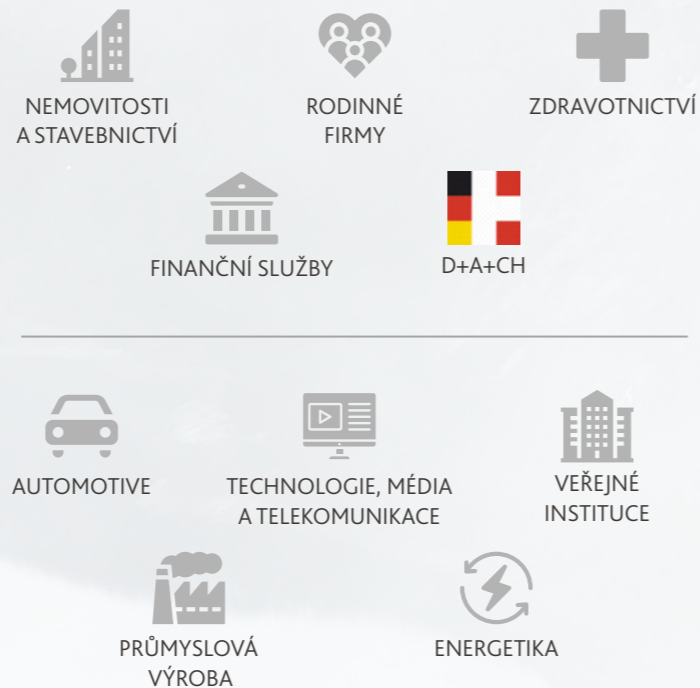 NEMOVITOSTI
A STAVEBNICTVÍ
RODINNÉ
FIRMY
ZDRAVOTNICTVÍ
FINANČNÍ SLUŽBY
D+A+CH
AUTOMOTIVE
TECHNOLOGIE, MÉDIA
A TELEKOMUNIKACE
VEŘEJNÉ
INSTITUCE
PRŮMYSLOVÁ
VÝROBA
ENERGETIKA